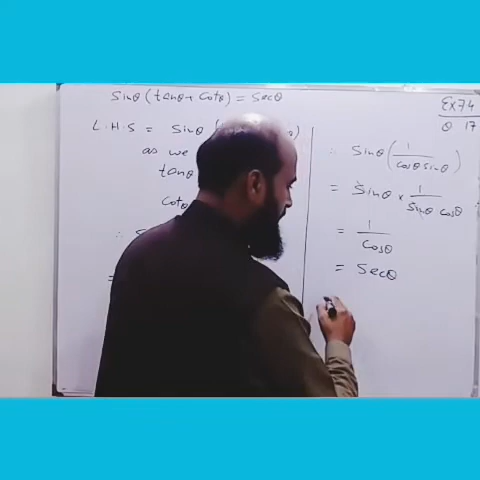 Sinθ (tanθ + Cotθ) = Secθ
Ex 7.4
Q 17
L.H.S = Sinθ ( θ)
as we
tanθ
Cotθ
∴ S
=
∴ Sinθ (1/cosθ sinθ)
= Sinθ × 1/Sinθ cosθ
= 1/Cosθ
= Secθ